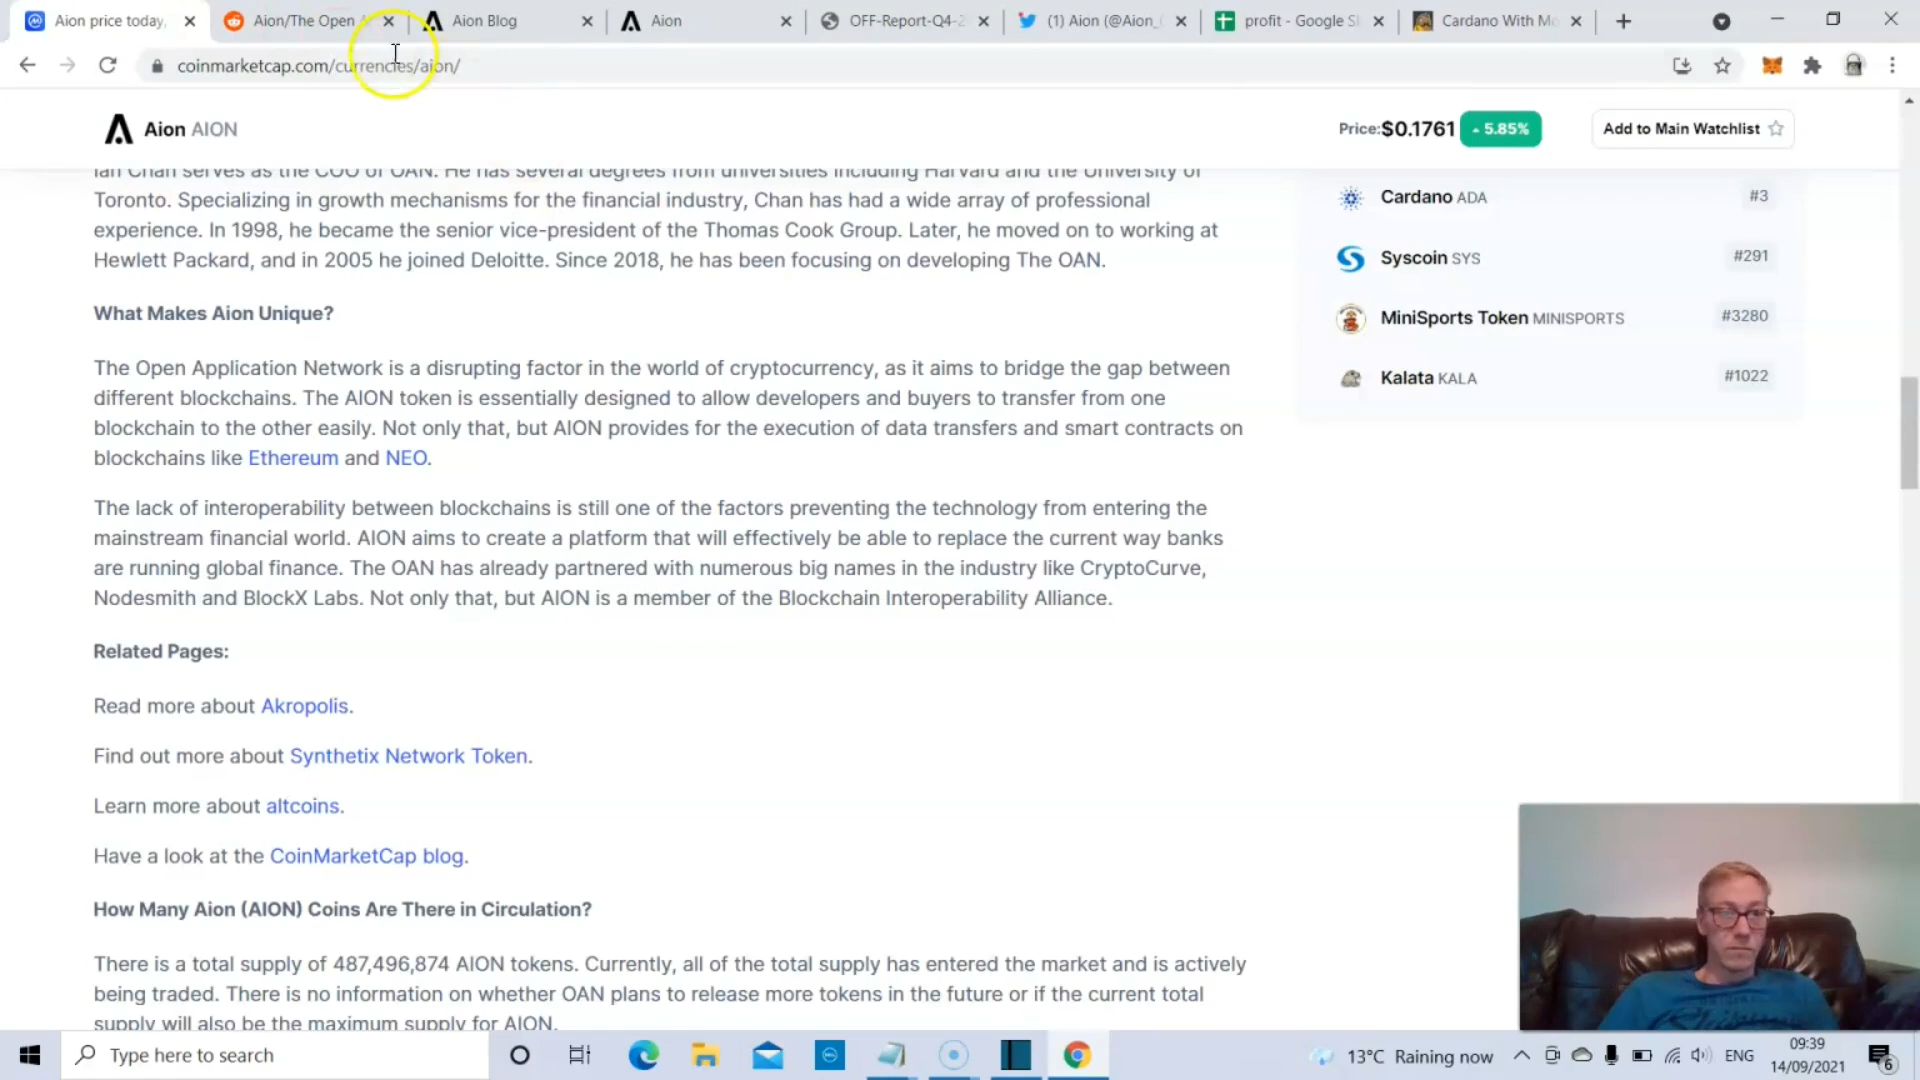 Aion price today,
Aion/The Open A
Aion Blog
Aion
OFF-Report-Q4-2
(1) Aion (@Aion_
profit - Google S
Cardano With Mo
coinmarketcap.com/currencies/aion/
Aion AION
Price:$0.1761
5.85%
Add to Main Watchlist
Ian Chan serves as the COO of OAN. He has several degrees from universities including Harvard and the University of
Toronto. Specializing in growth mechanisms for the financial industry, Chan has had a wide array of professional
experience. In 1998, he became the senior vice-president of the Thomas Cook Group. Later, he moved on to working at
Hewlett Packard, and in 2005 he joined Deloitte. Since 2018, he has been focusing on developing The OAN.
What Makes Aion Unique?
The Open Application Network is a disrupting factor in the world of cryptocurrency, as it aims to bridge the gap between
different blockchains. The AION token is essentially designed to allow developers and buyers to transfer from one
blockchain to the other easily. Not only that, but AION provides for the execution of data transfers and smart contracts on
blockchains like Ethereum and NEO.
The lack of interoperability between blockchains is still one of the factors preventing the technology from entering the
mainstream financial world. AION aims to create a platform that will effectively be able to replace the current way banks
are running global finance. The OAN has already partnered with numerous big names in the industry like CryptoCurve,
Nodesmith and BlockX Labs. Not only that, but AION is a member of the Blockchain Interoperability Alliance.
Related Pages:
Read more about Akropolis.
Find out more about Synthetix Network Token.
Learn more about altcoins.
Have a look at the CoinMarketCap blog.
How Many Aion (AION) Coins Are There in Circulation?
There is a total supply of 487,496,874 AION tokens. Currently, all of the total supply has entered the market and is actively
being traded. There is no information on whether OAN plans to release more tokens in the future or if the current total
supply will also be the maximum supply for AION.
Cardano ADA
#3
Syscoin SYS
#291
MiniSports Token MINISPORTS
#3280
Kalata KALA
#1022
Type here to search
13°C Raining now
ENG
09:39
14/09/2021
6